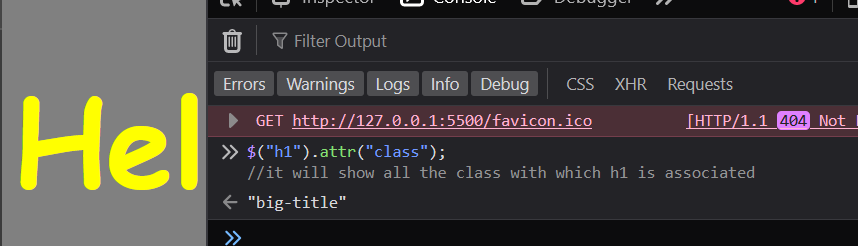 Inspector Console Debugger
Filter Output
Errors Warnings Logs Info Debug CSS XHR Requests
GET http://127.0.0.1:5500/favicon.ico [HTTP/1.1 404 Not
Hel
$("h1").attr("class");
//it will show all the class with which h1 is associated
"big-title"